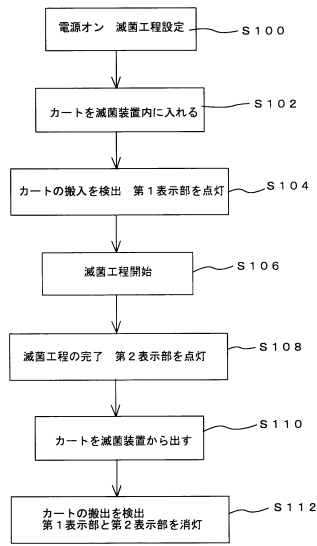 電源オン　滅菌工程設定
S100
カートを滅菌装置内に入れる
S102
カートの搬入を検出　第1表示部を点灯
S104
滅菌工程開始
S106
滅菌工程の完了　第2表示部を点灯
S108
カートを滅菌装置から出す
S110
カートの搬出を検出
第1表示部と第2表示部を消灯
S112